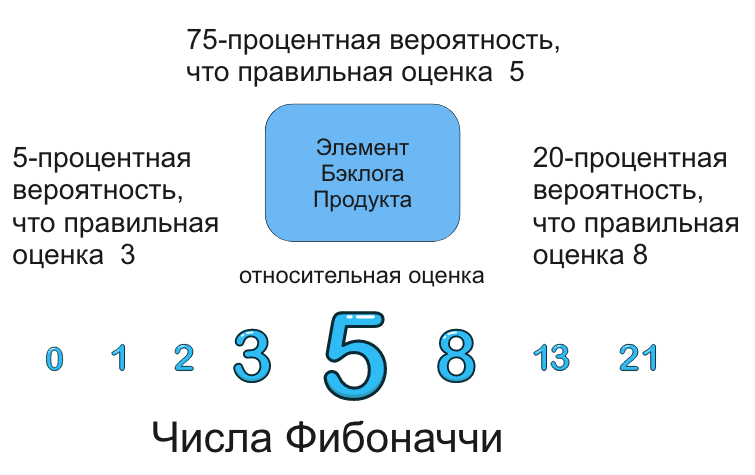 75-процентная вероятность,
что правильная оценка 5
Элемент
Бэклога
Продукта
5-процентная
вероятность,
что правильная
оценка 3
20-процентная
вероятность,
что правильная
оценка 8
относительная оценка
0 1 2 3 5 8 13 21
Числа Фибоначчи